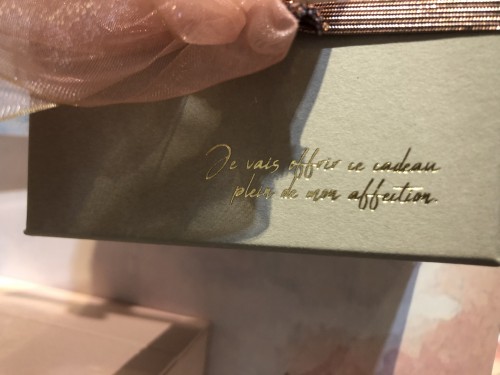 Je vais offrir ce cadeau
plein de mon affection.